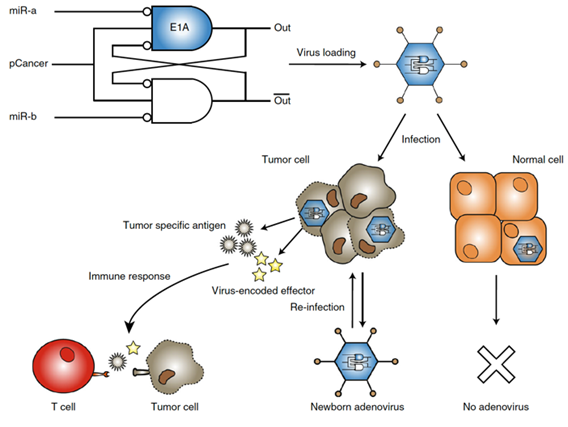 miR-a
E1A
Out
pCancer
Virus loading
Out
miR-b
Infection
Tumor cell
Normal cell
Tumor specific antigen
Immune response
Virus-encoded effector
Re-infection
T cell
Tumor cell
Newborn adenovirus
No adenovirus